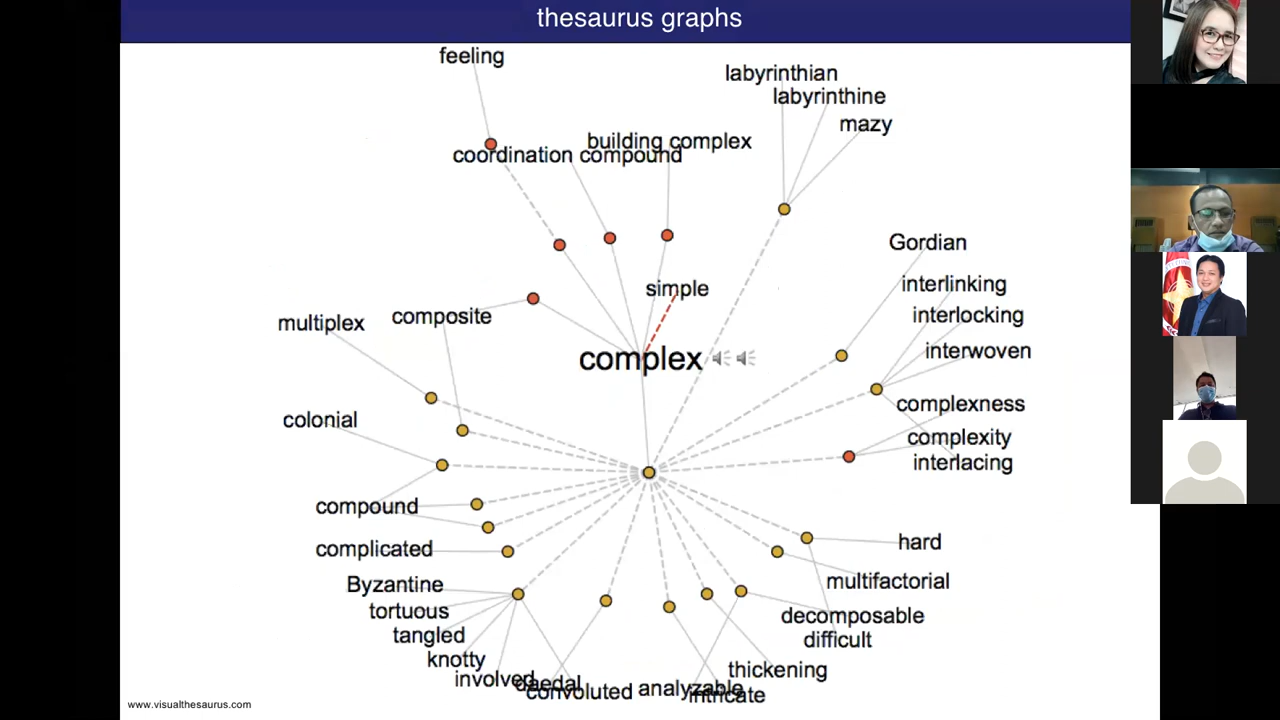 thesaurus graphs
feeling
labyrinthian
labyrinthine
mazy
building complex
coordination compound
Gordian
simple
interlinking
interlocking
composite
multiplex
interwoven
complex
complexness
colonial
complexity
interlacing
compound
hard
complicated
multifactorial
Byzantine
tortuous
decomposable
tangled
difficult
knotty
thickening
involved
daedal
convoluted
analyzable
intricate
www.visualthesaurus.com